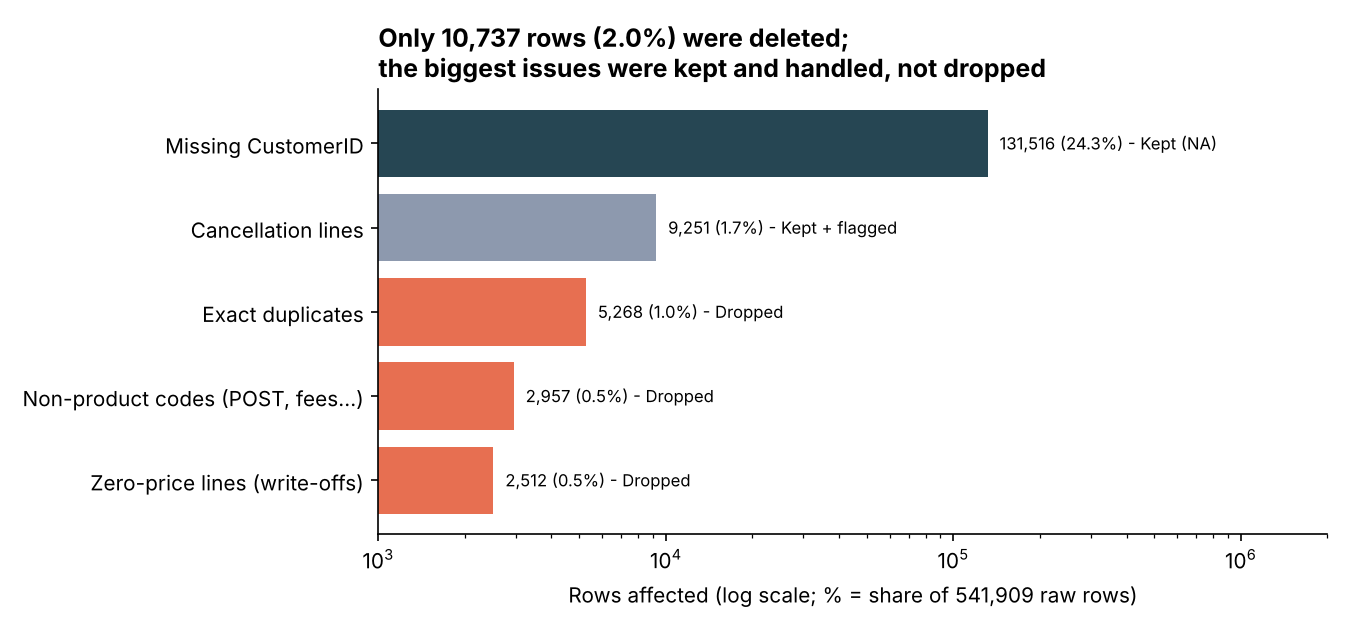 Only 10,737 rows (2.0%) were deleted;
the biggest issues were kept and handled, not dropped
Missing CustomerID
131,516 (24.3%) - Kept (NA)
Cancellation lines
9,251 (1.7%) - Kept + flagged
Exact duplicates
5,268 (1.0%) - Dropped
Non-product codes (POST, fees...)
2,957 (0.5%) - Dropped
Zero-price lines (write-offs)
2,512 (0.5%) - Dropped
10³ 10⁴ 10⁵ 10⁶
Rows affected (log scale; % = share of 541,909 raw rows)